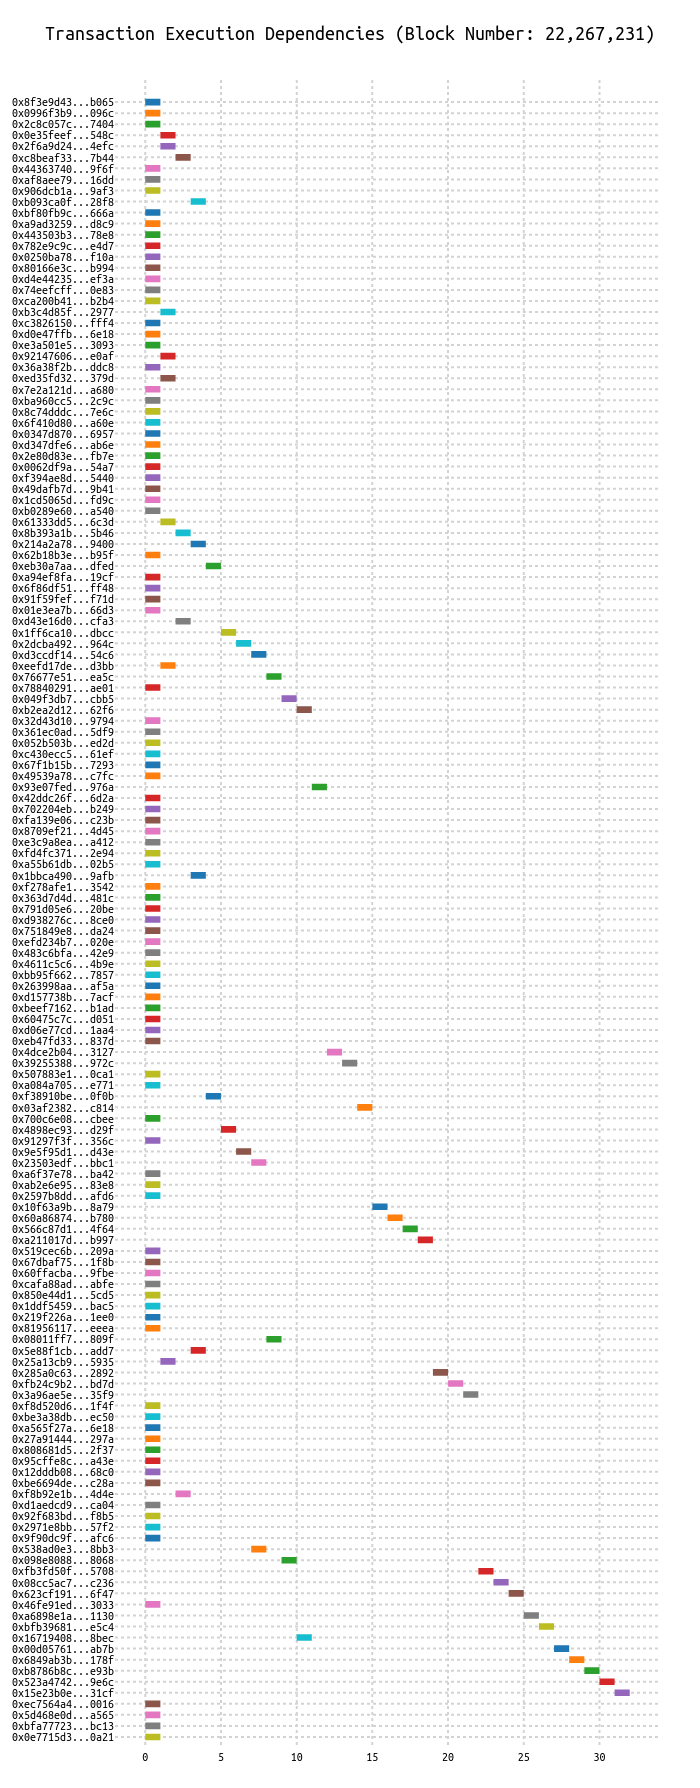 Transaction Execution Dependencies (Block Number: 22,267,231)
0x8f3e9d43...b065
0x0996f3b9...096c
0x2c8c057c...7404
0x0e35feef...548c
0x2f6a9d24...4efc
0xc8beaf33...7b44
0x44363740...9f6f
0xaf8aee79...16dd
0x906dcb1a...9af3
0xb093ca0f...28f8
0xbf80fb9c...666a
0xa9ad3259...d8c9
0x443503b3...78e8
0x782e9c9c...e4d7
0x0250ba78...f10a
0x80166e3c...b994
0xd4e44235...ef3a
0x74eefcff...0e83
0xca200b41...b2b4
0xb3c4d85f...2977
0xc3826150...fff4
0xd0e47ffb...6e18
0xe3a501e5...3093
0x92147606...e0af
0x36a38f2b...ddc8
0xed35fd32...379d
0x7e2a121d...a680
0xba960cc5...2c9c
0x8c74dddc...7e6c
0x6f410d80...a60e
0x0347d870...6957
0xd347dfe6...ab6e
0x2e80d83e...fb7e
0x0062df9a...54a7
0xf394ae8d...5440
0x49dafb7d...9b41
0x1cd5065d...fd9c
0xb0289e60...a540
0x61333dd5...6c3d
0x8b393a1b...5b46
0x214a2a78...9400
0x62b18b3e...b95f
0xeb30a7aa...dfed
0xa94ef8fa...19cf
0x6f86df51...ff48
0x91f59fef...f71d
0x01e3ea7b...66d3
0xd43e16d0...cfa3
0x1ff6ca10...dbcc
0x2dcba492...964c
0xd3ccdf14...54c6
0xeefd17de...d3bb
0x76677e51...ea5c
0x78840291...ae01
0x049f3db7...cbb5
0xb2ea2d12...62f6
0x32d43d10...9794
0x361ec0ad...5df9
0x052b503b...ed2d
0xc430ecc5...61ef
0x67f1b15b...7293
0x49539a78...c7fc
0x93e07fed...976a
0x42ddc26f...6d2a
0x702204eb...b249
0xfa139e06...c23b
0x8709ef21...4d45
0xe3c9a8ea...a412
0xfd4fc371...2e94
0xa55b61db...02b5
0x1bbca490...9afb
0xf278afe1...3542
0x363d7d4d...481c
0x791d05e6...20be
0xd938276c...8ce0
0x751849e8...da24
0xefd234b7...020e
0x483c6bfa...42e9
0x4611c5c6...4b9e
0xbb95f662...7857
0x263998aa...af5a
0xd157738b...7acf
0xbeef7162...b1ad
0x60475c7c...d051
0xd06e77cd...1aa4
0xeb47fd33...837d
0x4dce2b04...3127
0x39255388...972c
0x507883e1...0ca1
0xa084a705...e771
0xf38910be...0f0b
0x03af2382...c814
0x700c6e08...cbee
0x4898ec93...d29f
0x91297f3f...356c
0x9e5f95d1...d43e
0x23503edf...bbc1
0xa6f37e78...ba42
0xab2e6e95...83e8
0x2597b8dd...afd6
0x10f63a9b...8a79
0x60a86874...b780
0x566c87d1...4f64
0xa211017d...b997
0x519cec6b...209a
0x67dbaf75...1f8b
0x60ffacba...9fbe
0xcafa88ad...abfe
0x850e44d1...5cd5
0x1ddf5459...bac5
0x219f226a...1ee0
0x81956117...eeea
0x08011ff7...809f
0x5e88f1cb...add7
0x25a13cb9...5935
0x285a0c63...2892
0xfb24c9b2...bd7d
0x3a96ae5e...35f9
0xf8d520d6...1f4f
0xbe3a38db...ec50
0xa565f27a...6e18
0x27a91444...297a
0x808681d5...2f37
0x95cffe8c...a43e
0x12dddb08...68c0
0xbe6694de...c28a
0xf8b92e1b...4d4e
0xd1aedcd9...ca04
0x92f683bd...f8b5
0x2971e8bb...57f2
0x9f90dc9f...afc6
0x538ad0e3...8bb3
0x098e8088...8068
0xfb3fd50f...5708
0x08cc5ac7...c236
0x623cf191...6f47
0x46fe91ed...3033
0xa6898e1a...1130
0xbfb39681...e5c4
0x16719408...8bec
0x00d05761...ab7b
0x6849ab3b...178f
0xb8786b8c...e93b
0x523a4742...9e6c
0x15e23b0e...31cf
0xec7564a4...0016
0x5d468e0d...a565
0xbfa77723...bc13
0x0e7715d3...0a21
0 5 10 15 20 25 30